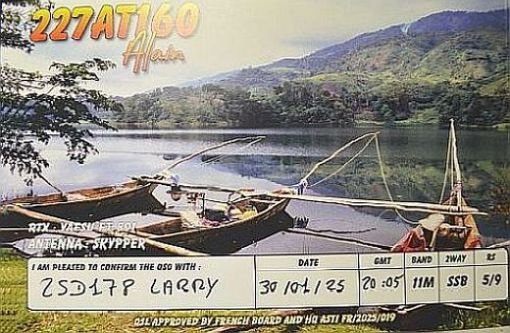 227AT160
Alain
RTX : YAESU FT 801
ANTENNA : SKYPPER
I AM PLEASED TO CONFIRM THE QSO WITH : DATE GMT BAND 2WAY RS
25D178 LARRY 30/01/25 20:05 11M SSB 5/9
QSL APPROVED BY FRENCH BOARD AND HQ ASTI FR/2025/019